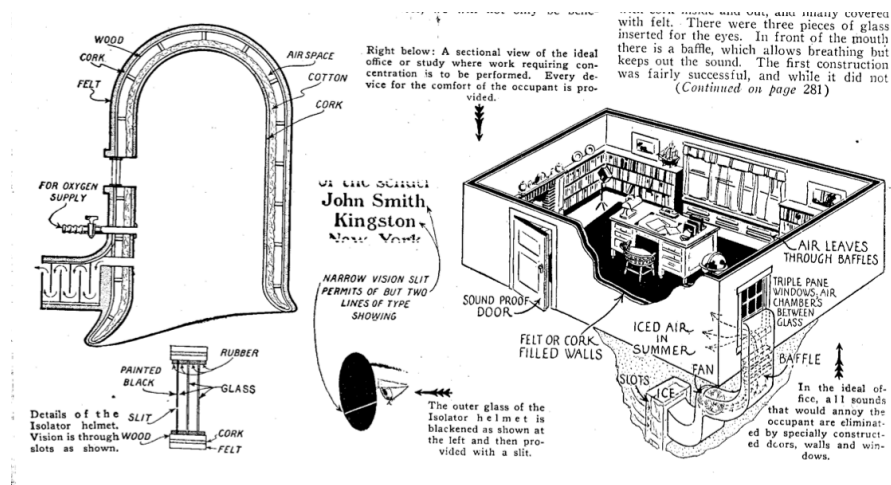 with cork inside and out, and finally covered
with felt. There were three pieces of glass
inserted for the eyes. In front of the mouth
there is a baffle, which allows breathing but
keeps out the sound. The first construction
was fairly successful, and while it did not
(Continued on page 281)
Right below: A sectional view of the ideal
office or study where work requiring con-
centration is to be performed. Every de-
vice for the comfort of the occupant is pro-
vided.
WOOD
CORK
FELT
AIR SPACE
COTTON
CORK
FOR OXYGEN
SUPPLY
John Smith
Kingston
New York
NARROW VISION SLIT
PERMITS OF BUT TWO
LINES OF TYPE
SHOWING
SOUND PROOF
DOOR
FELT OR CORK
FILLED WALLS
AIR LEAVES
THROUGH BAFFLES
TRIPLE PANE
WINDOWS, AIR
CHAMBERS
BETWEEN
GLASS
ICED AIR
IN
SUMMER
BAFFLE
FAN
SLOTS
ICE
RUBBER
PAINTED
BLACK
GLASS
SLIT
WOOD
CORK
FELT
Details of the
Isolator helmet.
Vision is through
slots as shown.
The outer glass of the
Isolator helmet is
blackened as shown at
the left and then pro-
vided with a slit.
In the ideal of-
fice, all sounds
that would annoy the
occupant are eliminat-
ed by specially construct-
ed doors, walls and win-
dows.